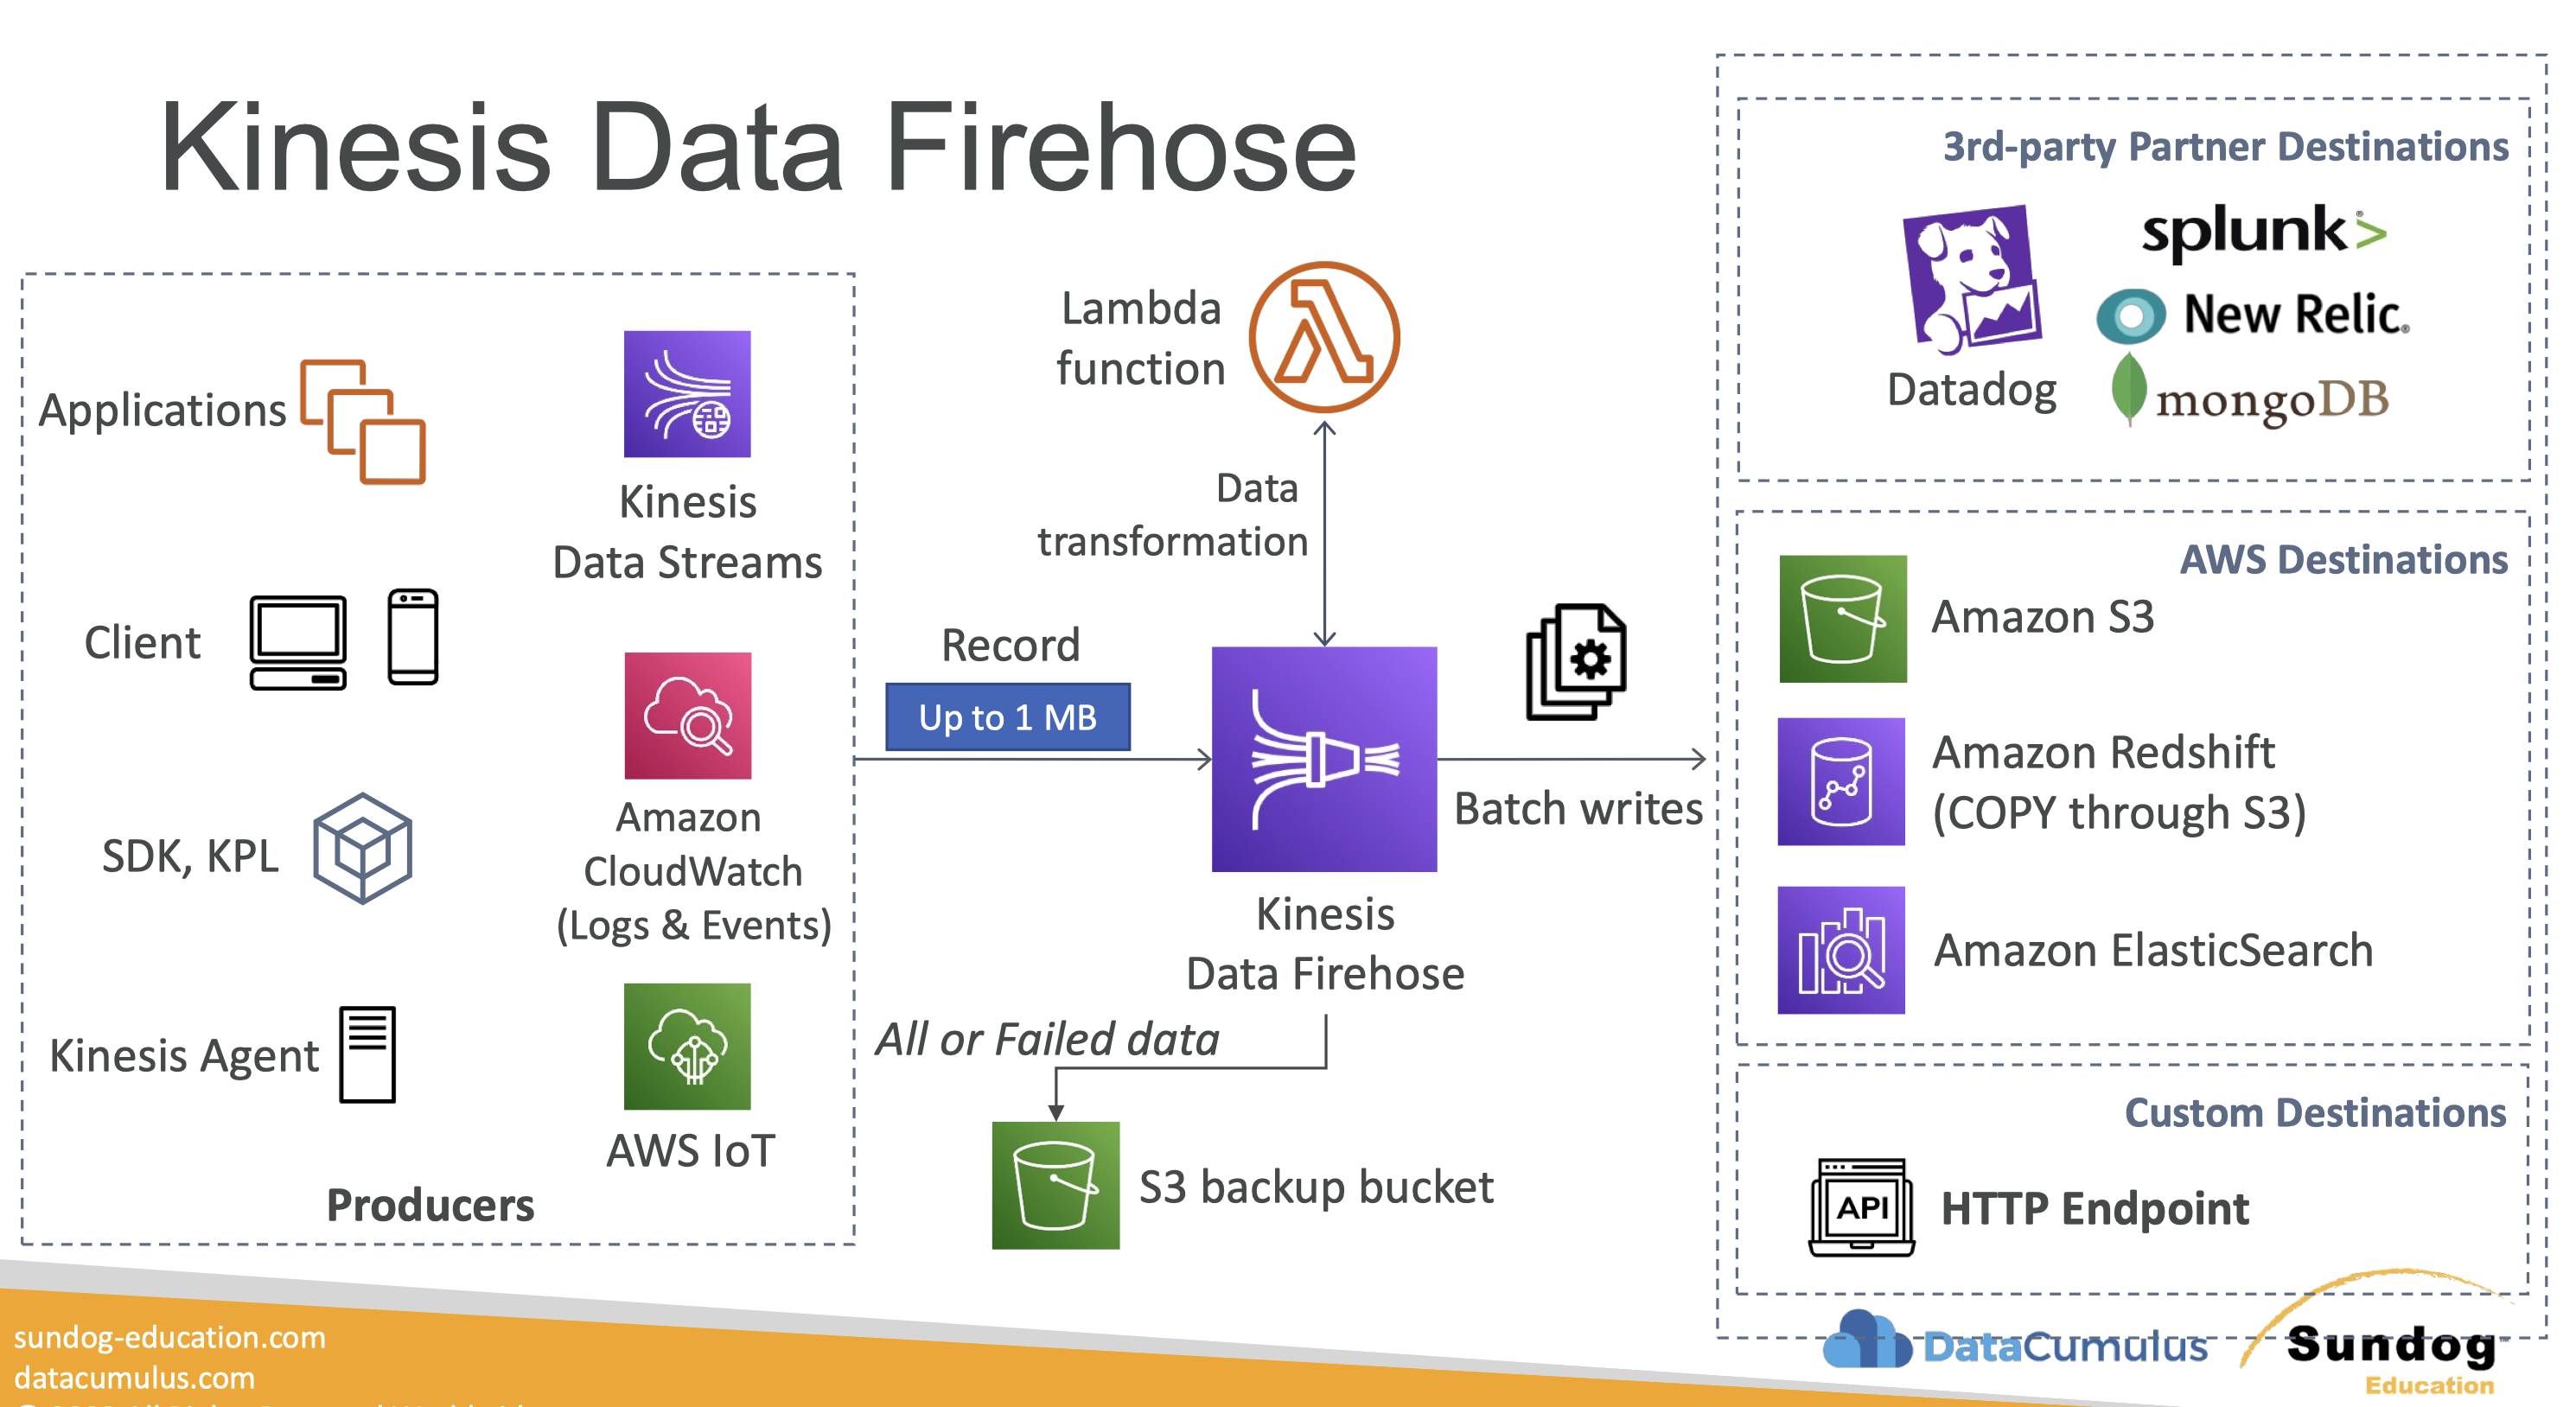 Kinesis Data Firehose
Applications
Kinesis
Data Streams
Client
Amazon
CloudWatch
(Logs & Events)
SDK, KPL
Kinesis Agent
AWS IoT
Producers
Lambda
function
Data
transformation
Record
Up to 1 MB
Kinesis
Data Firehose
Batch writes
All or Failed data
S3 backup bucket
3rd-party Partner Destinations
Datadog
splunk>
New Relic®
mongoDB
AWS Destinations
Amazon S3
Amazon Redshift
(COPY through S3)
Amazon ElasticSearch
Custom Destinations
API
HTTP Endpoint
sundog-education.com
datacumulus.com
DataCumulus
Sundog
Education